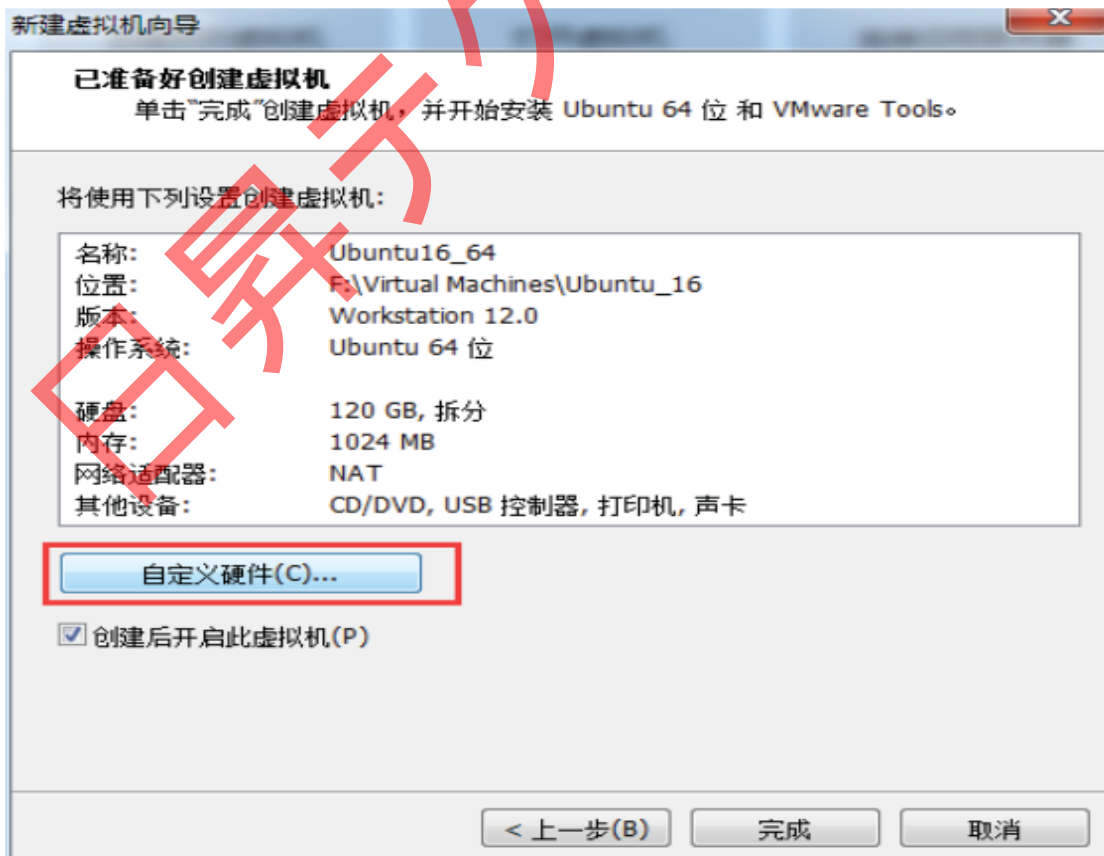 新建虚拟机向导
已准备好创建虚拟机
单击"完成"创建虚拟机，并开始安装 Ubuntu 64 位 和 VMware Tools。
将使用下列设置创建虚拟机:
名称: Ubuntu16_64
位置: F:\Virtual Machines\Ubuntu_16
版本: Workstation 12.0
操作系统: Ubuntu 64 位
硬盘: 120 GB, 拆分
内存: 1024 MB
网络适配器: NAT
其他设备: CD/DVD, USB 控制器, 打印机, 声卡
自定义硬件(C)...
创建后开启此虚拟机(P)
< 上一步(B) 完成 取消
日昇テク